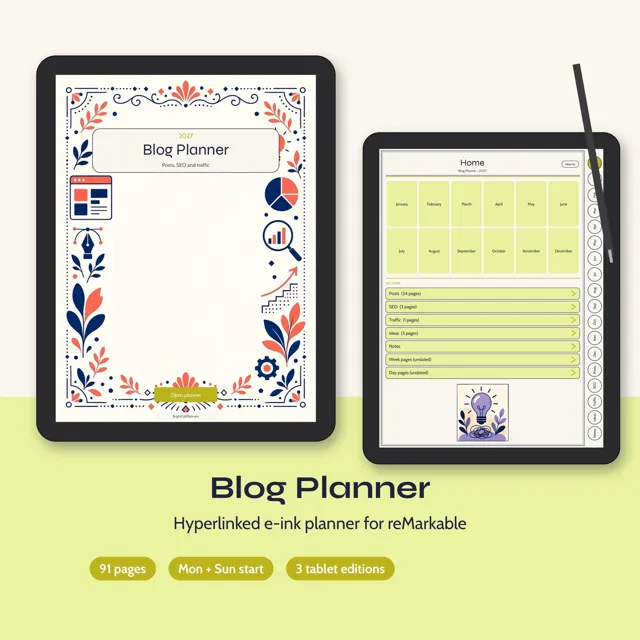 2027
Blog Planner
Posts, SEO and traffic
Open planner
Home
Blog Planner - 2027
January
February
March
April
May
June
July
August
September
October
November
December
Posts (24 pages)
SEO (3 pages)
Traffic (1 pages)
Ideas (3 pages)
Notes
Week pages (undated)
Day pages (undated)
Blog Planner
Hyperlinked e-ink planner for reMarkable
91 pages
Mon + Sun start
3 tablet editions